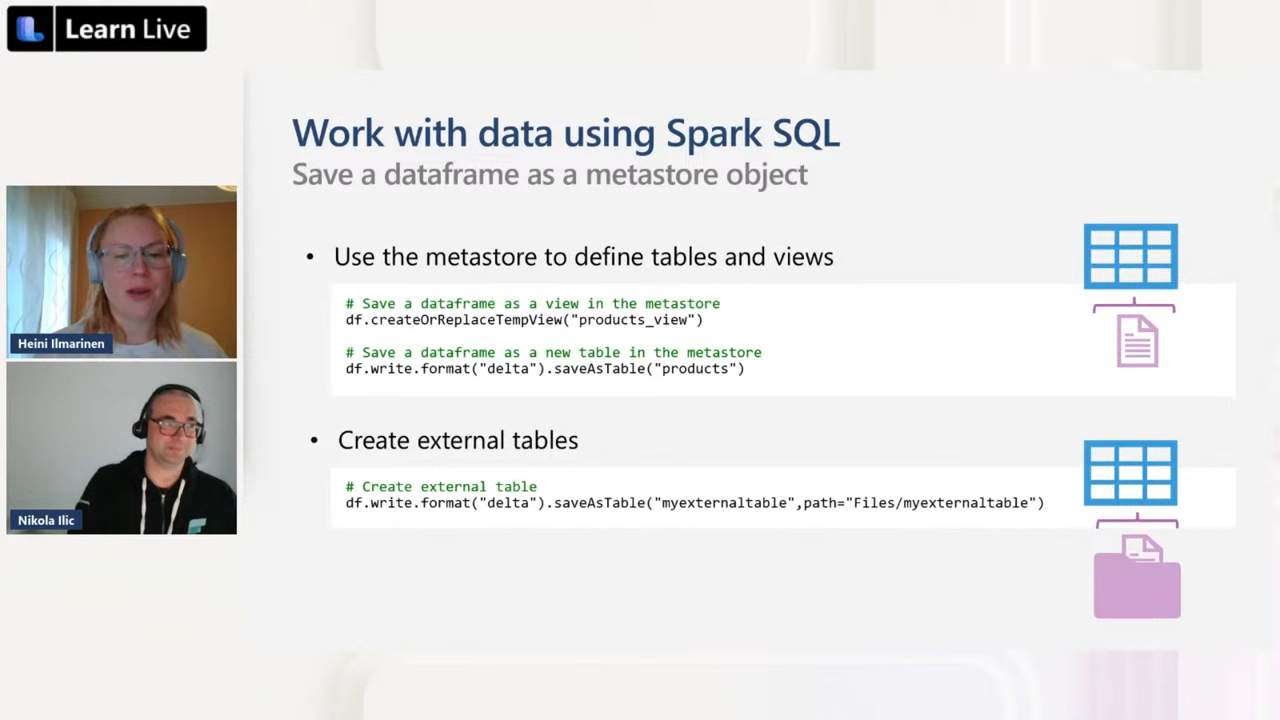 Learn Live
Work with data using Spark SQL
Save a dataframe as a metastore object
• Use the metastore to define tables and views
# Save a dataframe as a view in the metastore
df.createOrReplaceTempView("products_view")
# Save a dataframe as a new table in the metastore
df.write.format("delta").saveAsTable("products")
• Create external tables
# Create external table
df.write.format("delta").saveAsTable("myexternaltable",path="Files/myexternaltable")
Heini Ilmarinen
Nikola Ilic